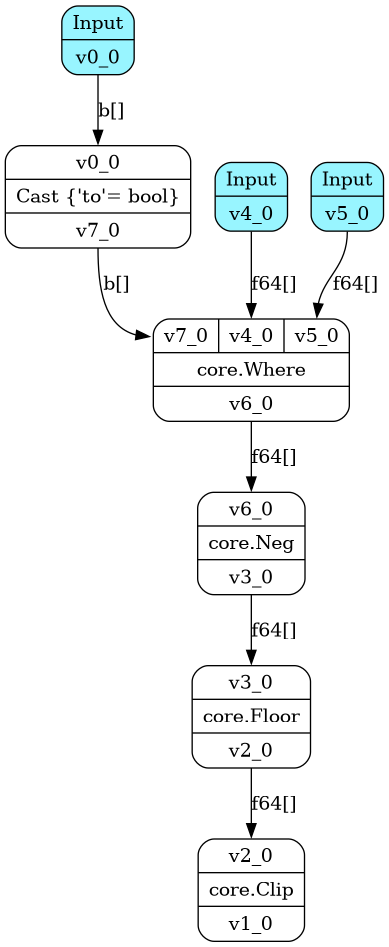 Input
v0_0
b[]
v0_0
Cast {'to'= bool}
v7_0
Input
v4_0
Input
v5_0
b[]
f64[]
f64[]
v7_0 v4_0 v5_0
core.Where
v6_0
f64[]
v6_0
core.Neg
v3_0
f64[]
v3_0
core.Floor
v2_0
f64[]
v2_0
core.Clip
v1_0